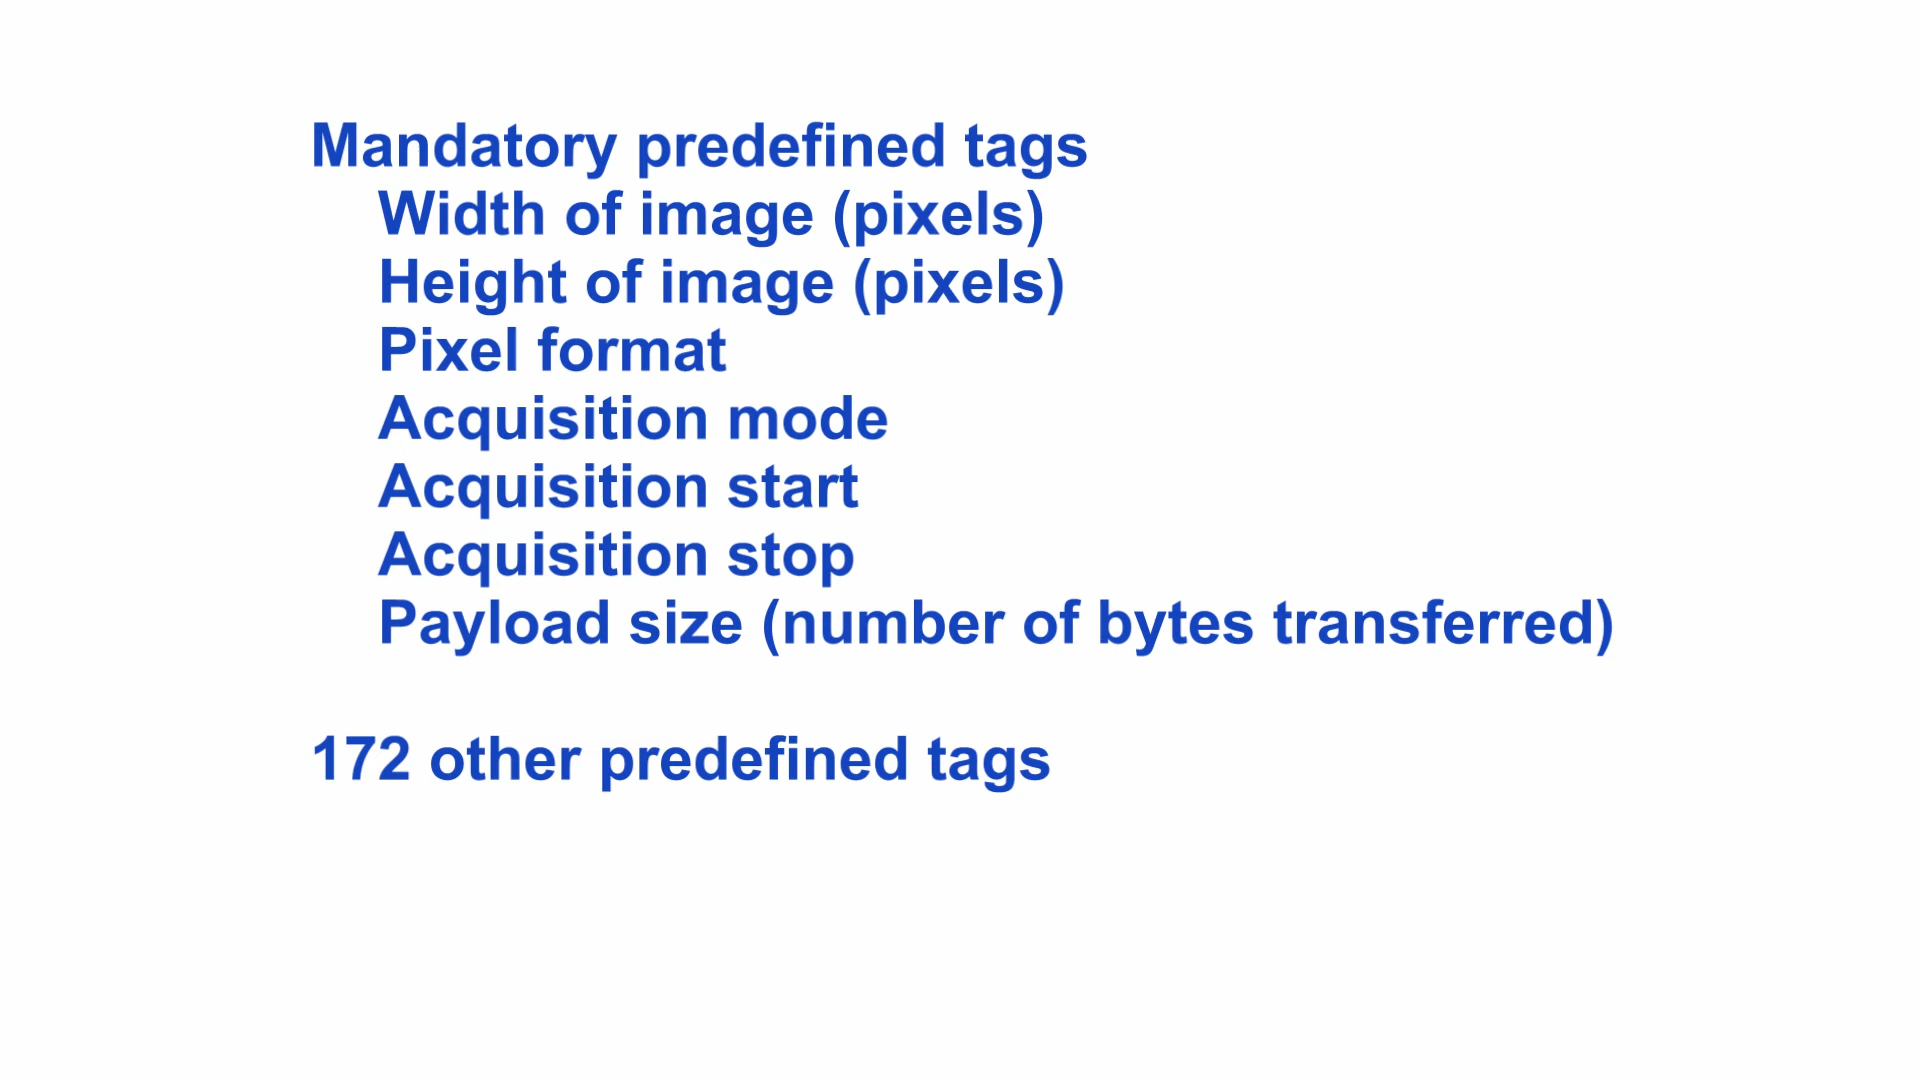 Mandatory predefined tags
Width of image (pixels)
Height of image (pixels)
Pixel format
Acquisition mode
Acquisition start
Acquisition stop
Payload size (number of bytes transferred)
172 other predefined tags